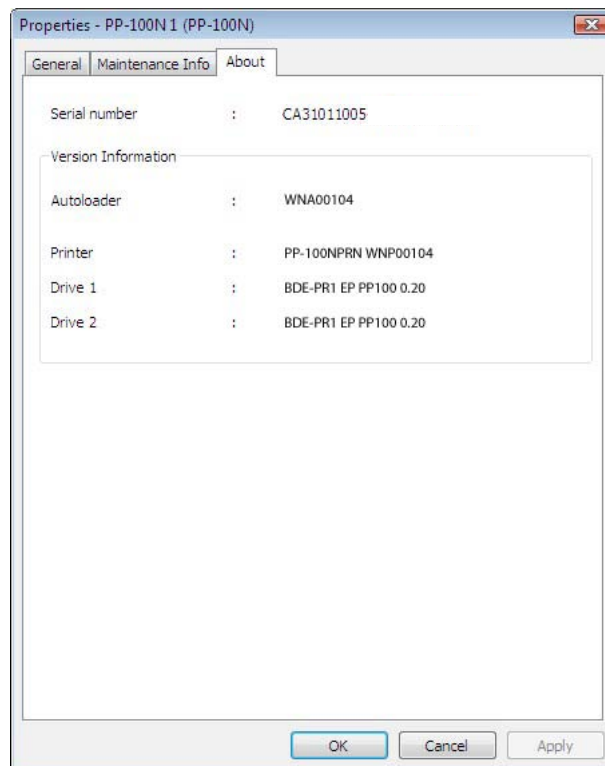 Properties - PP-100N 1 (PP-100N)
General Maintenance Info About
Serial number : CA31011005
Version Information
Autoloader : WNA00104
Printer : PP-100NPRN WNP00104
Drive 1 : BDE-PR1 EP PP100 0.20
Drive 2 : BDE-PR1 EP PP100 0.20
OK Cancel Apply